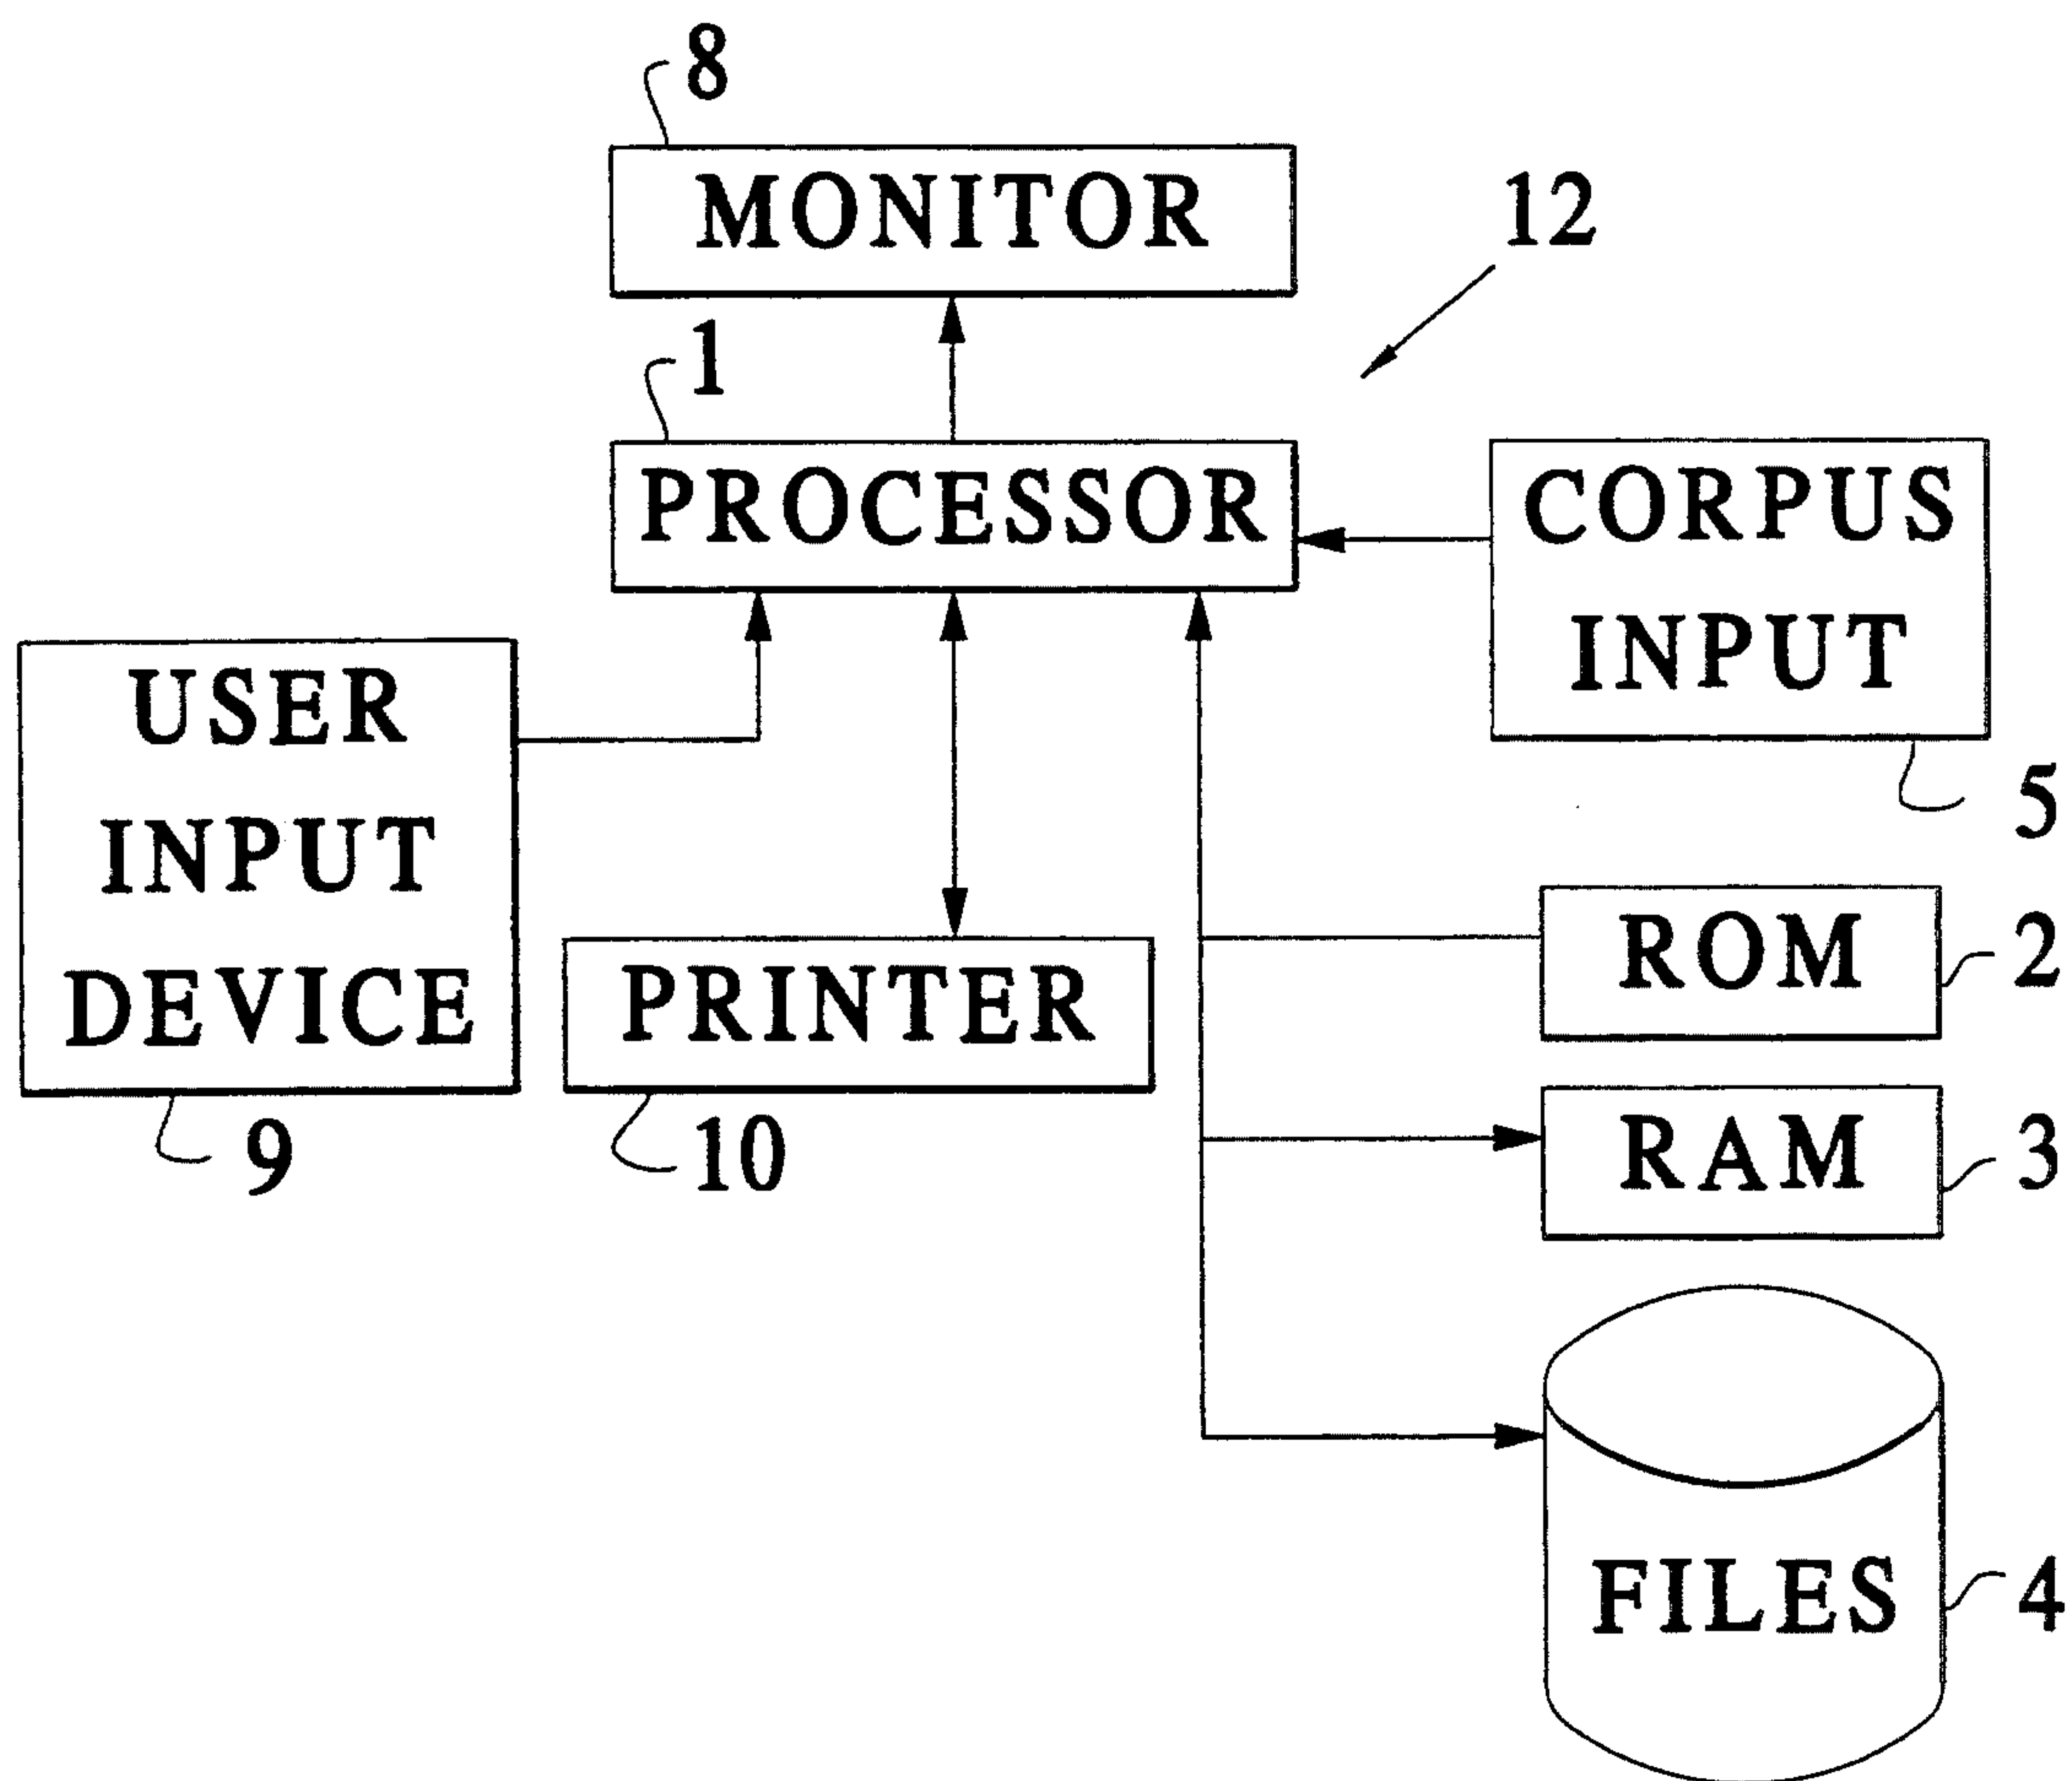 8
MONITOR
12
1
PROCESSOR
CORPUS
INPUT
5
USER
INPUT
DEVICE
9
PRINTER
10
ROM
2
RAM
3
FILES
4